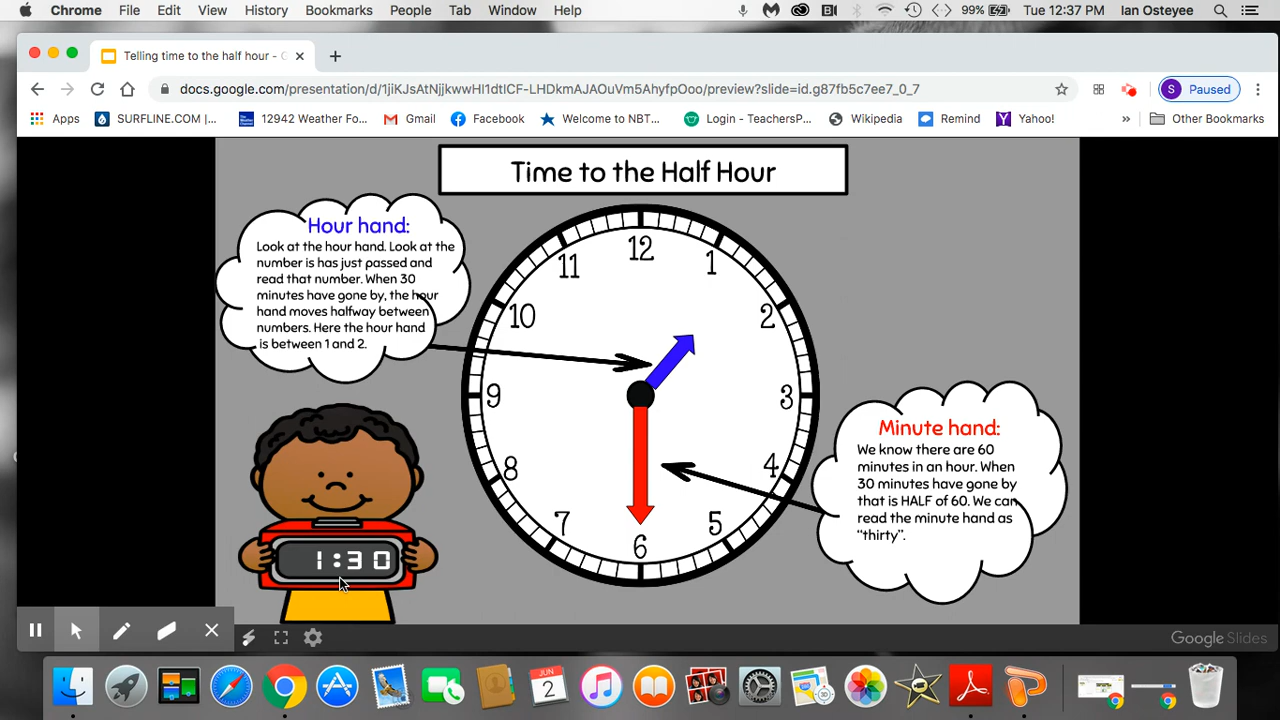 Chrome File Edit View History Bookmarks People Tab Window Help 99% Tue 12:37 PM Ian Osteyee
Telling time to the half hour - G
docs.google.com/presentation/d/1jiKJsAtNjjkwwHI1dtlCF-LHDkmAJAOuVm5AhyfpOoo/preview?slide=id.g87fb5c7ee7_0_7 S Paused
Apps SURFLINE.COM |... 12942 Weather Fo... Gmail Facebook Welcome to NBT... Login - TeachersP... Wikipedia Remind Yahoo! » Other Bookmarks
Time to the Half Hour
Hour hand:
Look at the hour hand. Look at the
number is has just passed and
read that number. When 30
minutes have gone by, the hour
hand moves halfway between
numbers. Here the hour hand
is between 1 and 2.
12
11 1
10 2
9 3
8 4
7 5
6
Minute hand:
We know there are 60
minutes in an hour. When
30 minutes have gone by
that is HALF of 60. We can
read the minute hand as
“thirty”.
1:30
Google Slides
JUN
2